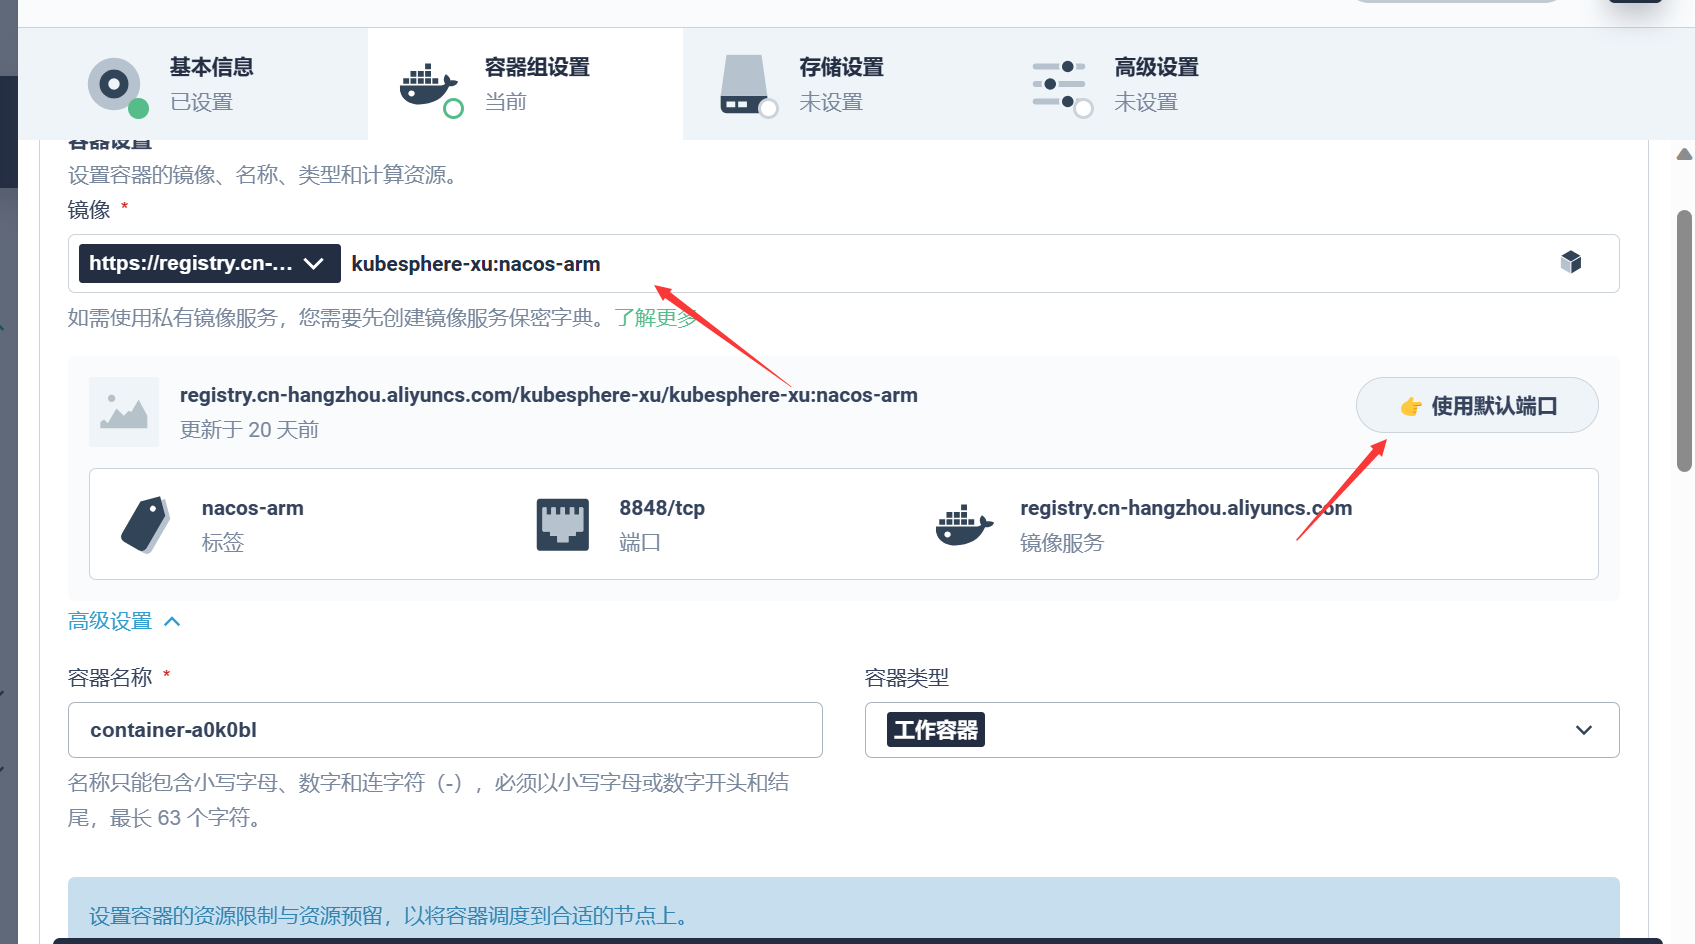 基本信息
已设置
容器组设置
当前
存储设置
未设置
高级设置
未设置
容器设置
设置容器的镜像、名称、类型和计算资源。
镜像 *
https://registry.cn-... kubesphere-xu:nacos-arm
如需使用私有镜像服务，您需要先创建镜像服务保密字典。了解更多
registry.cn-hangzhou.aliyuncs.com/kubesphere-xu/kubesphere-xu:nacos-arm
更新于 20 天前
👉 使用默认端口
nacos-arm
标签
8848/tcp
端口
registry.cn-hangzhou.aliyuncs.com
镜像服务
高级设置
容器名称 *
container-a0k0bl
名称只能包含小写字母、数字和连字符（-），必须以小写字母或数字开头和结
尾，最长 63 个字符。
容器类型
工作容器
设置容器的资源限制与资源预留，以将容器调度到合适的节点上。